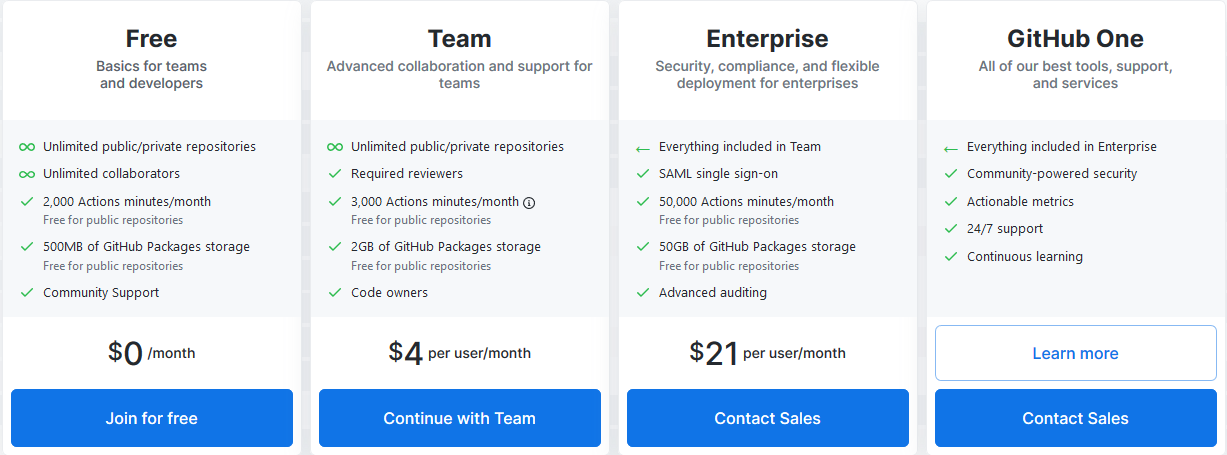 Free
Basics for teams
and developers
Unlimited public/private repositories
Unlimited collaborators
2,000 Actions minutes/month
Free for public repositories
500MB of GitHub Packages storage
Free for public repositories
Community Support
$0 /month
Join for free
Team
Advanced collaboration and support for
teams
Unlimited public/private repositories
Required reviewers
3,000 Actions minutes/month
Free for public repositories
2GB of GitHub Packages storage
Free for public repositories
Code owners
$4 per user/month
Continue with Team
Enterprise
Security, compliance, and flexible
deployment for enterprises
Everything included in Team
SAML single sign-on
50,000 Actions minutes/month
Free for public repositories
50GB of GitHub Packages storage
Free for public repositories
Advanced auditing
$21 per user/month
Contact Sales
GitHub One
All of our best tools, support,
and services
Everything included in Enterprise
Community-powered security
Actionable metrics
24/7 support
Continuous learning
Learn more
Contact Sales